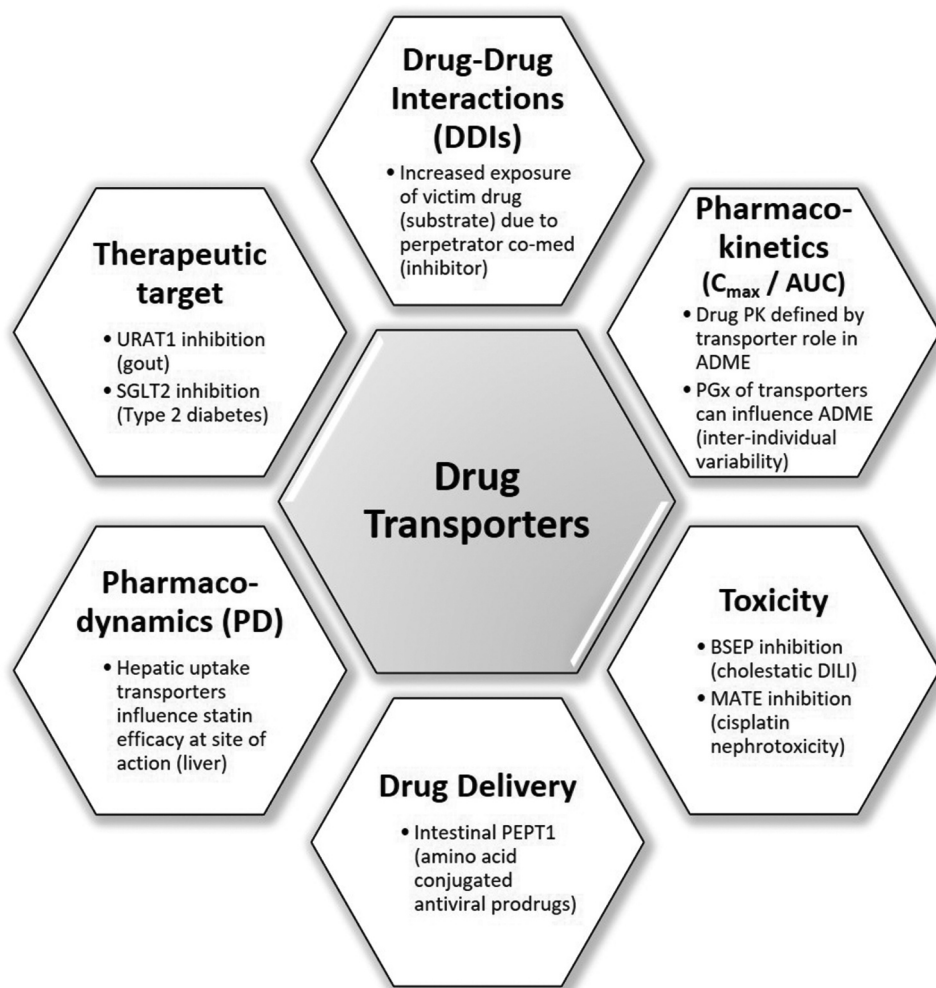 Drug-Drug
Interactions
(DDIs)
• Increased exposure
of victim drug
(substrate) due to
perpetrator co-med
(inhibitor)
Therapeutic
target
• URAT1 inhibition
(gout)
• SGLT2 inhibition
(Type 2 diabetes)
Pharmaco-
kinetics
(Cmax / AUC)
• Drug PK defined by
transporter role in
ADME
• PGx of transporters
can influence ADME
(inter-individual
variability)
Drug
Transporters
Pharmaco-
dynamics (PD)
• Hepatic uptake
transporters
influence statin
efficacy at site of
action (liver)
Toxicity
• BSEP inhibition
(cholestatic DILI)
• MATE inhibition
(cisplatin
nephrotoxicity)
Drug Delivery
• Intestinal PEPT1
(amino acid
conjugated
antiviral prodrugs)